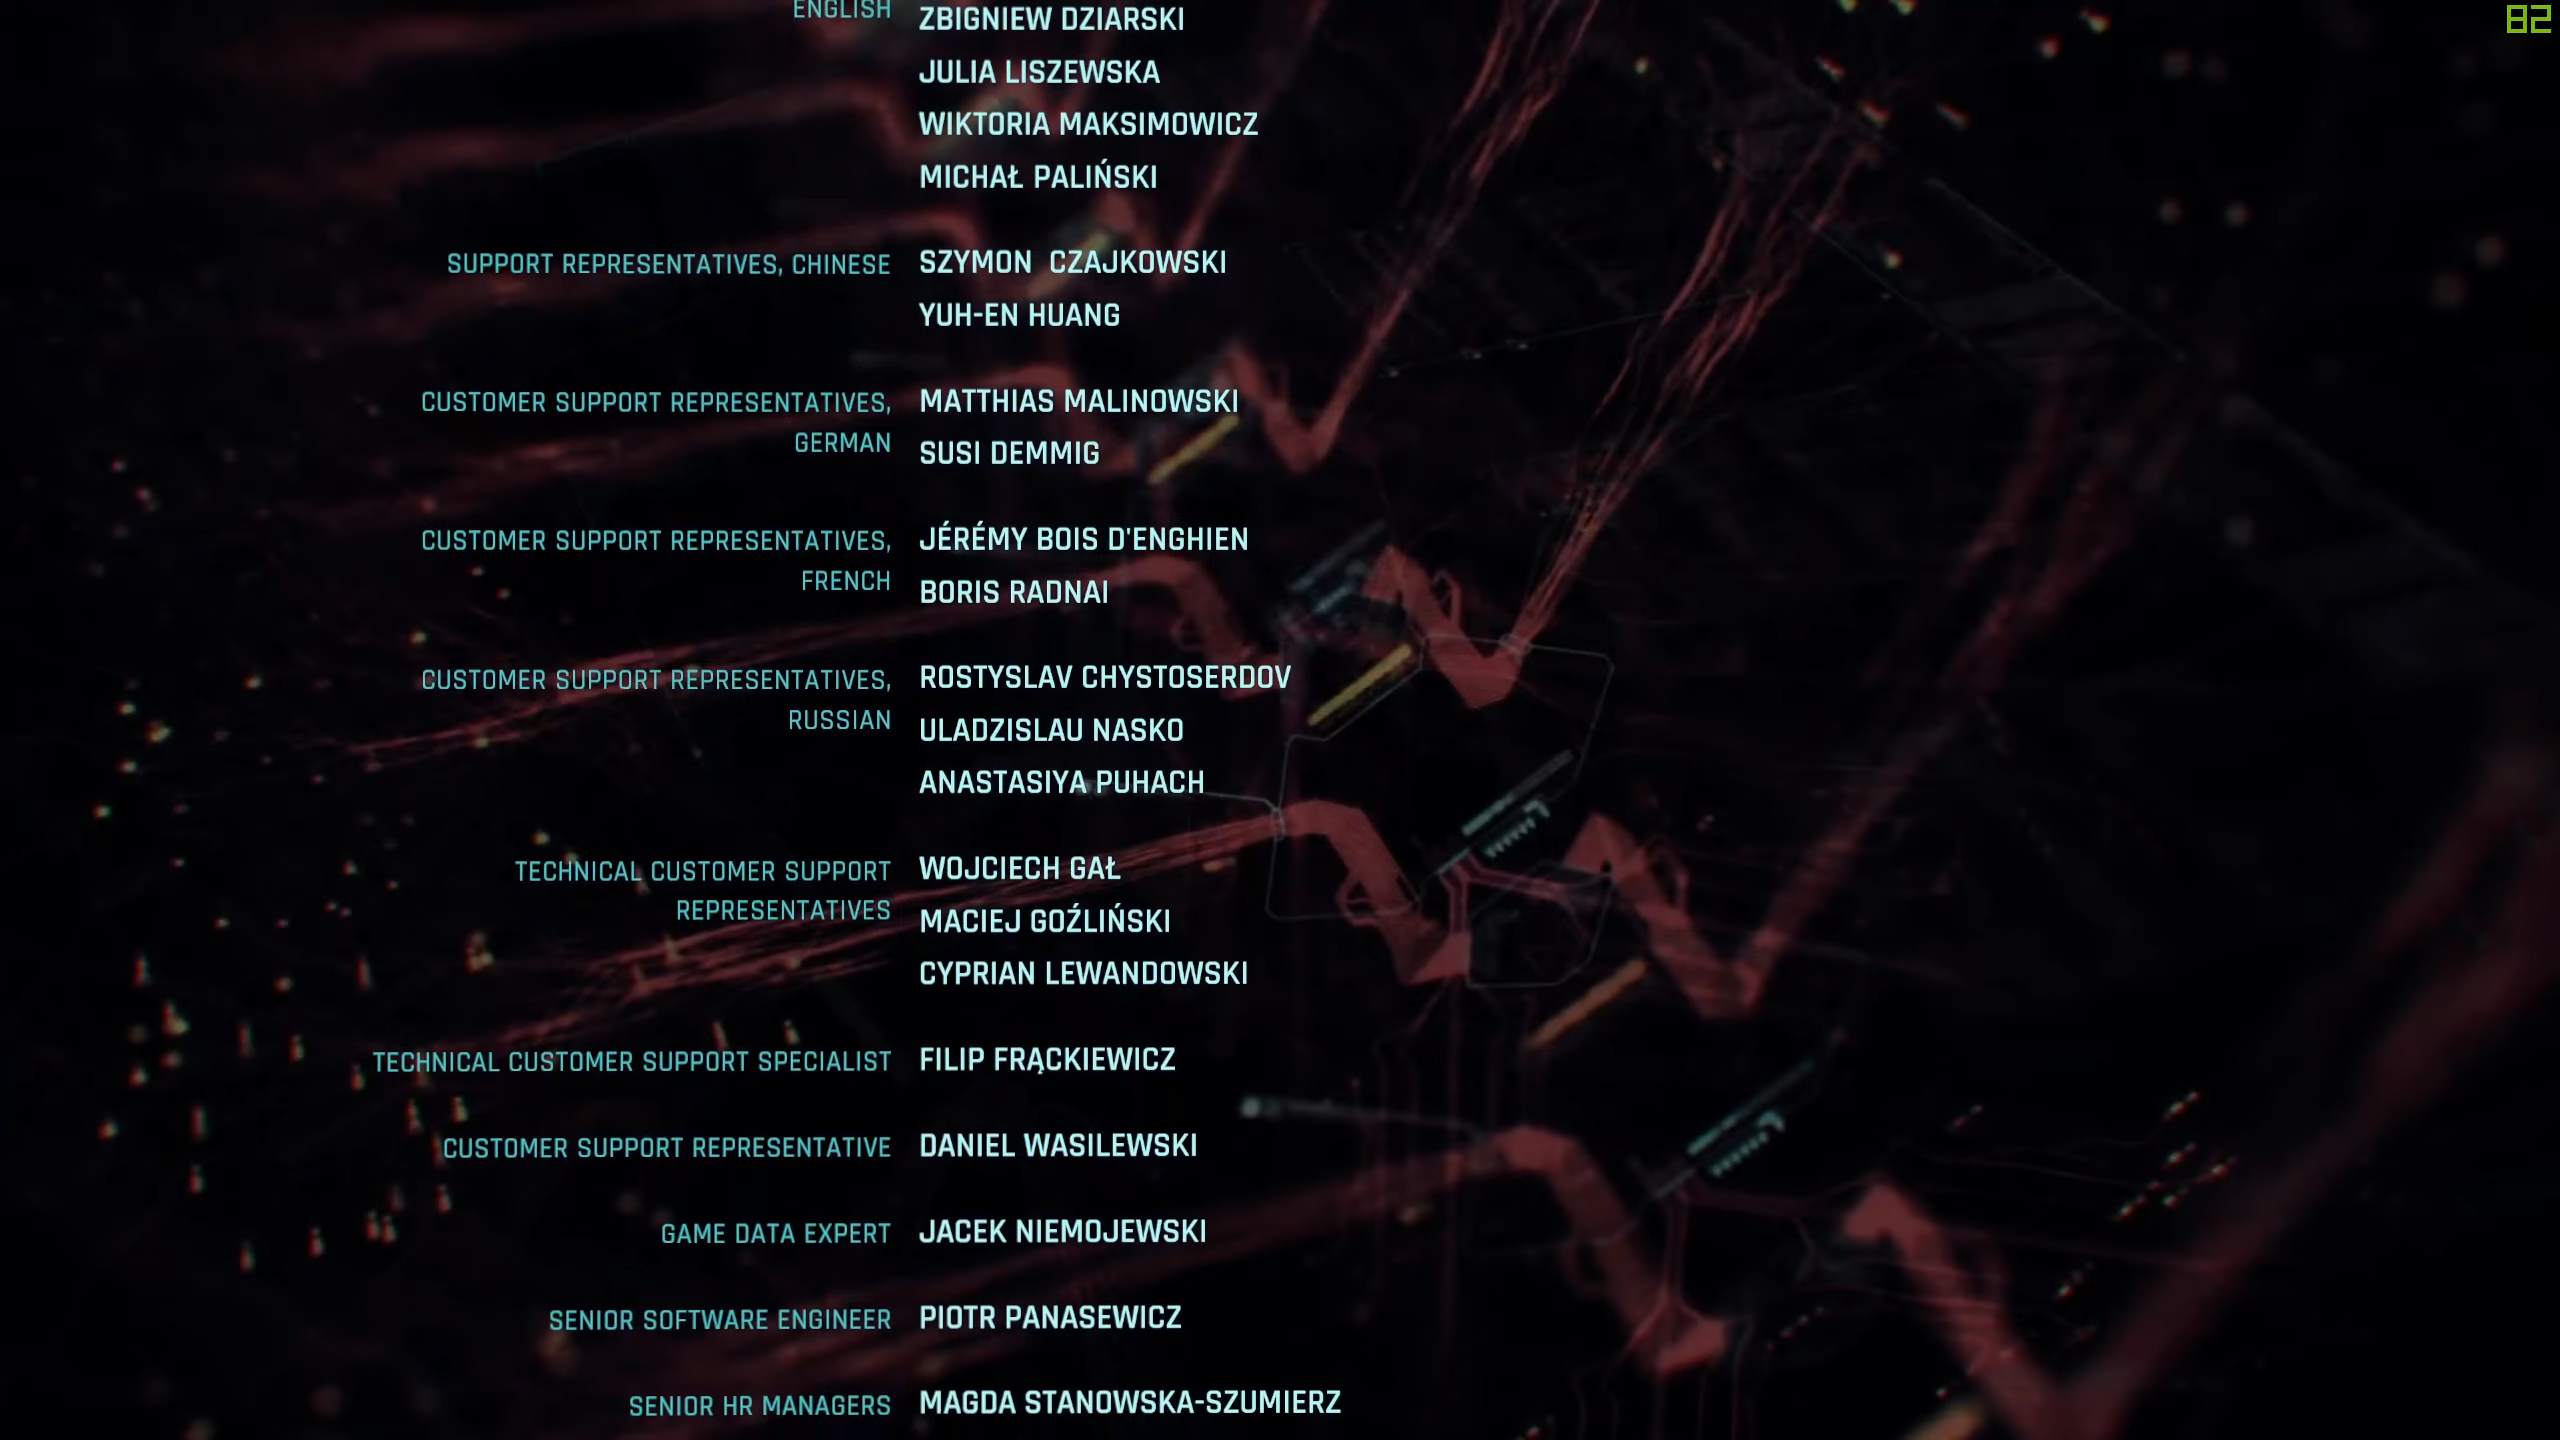 82
ENGLISH
ZBIGNIEW DZIARSKI
JULIA LISZEWSKA
WIKTORIA MAKSIMOWICZ
MICHAŁ PALIŃSKI
SUPPORT REPRESENTATIVES, CHINESE
SZYMON  CZAJKOWSKI
YUH-EN HUANG
CUSTOMER SUPPORT REPRESENTATIVES,
GERMAN
MATTHIAS MALINOWSKI
SUSI DEMMIG
CUSTOMER SUPPORT REPRESENTATIVES,
FRENCH
JÉRÉMY BOIS D'ENGHIEN
BORIS RADNAI
CUSTOMER SUPPORT REPRESENTATIVES,
RUSSIAN
ROSTYSLAV CHYSTOSERDOV
ULADZISLAU NASKO
ANASTASIYA PUHACH
TECHNICAL CUSTOMER SUPPORT
REPRESENTATIVES
WOJCIECH GAŁ
MACIEJ GOŹLIŃSKI
CYPRIAN LEWANDOWSKI
TECHNICAL CUSTOMER SUPPORT SPECIALIST
FILIP FRĄCKIEWICZ
CUSTOMER SUPPORT REPRESENTATIVE
DANIEL WASILEWSKI
GAME DATA EXPERT
JACEK NIEMOJEWSKI
SENIOR SOFTWARE ENGINEER
PIOTR PANASEWICZ
SENIOR HR MANAGERS
MAGDA STANOWSKA-SZUMIERZ